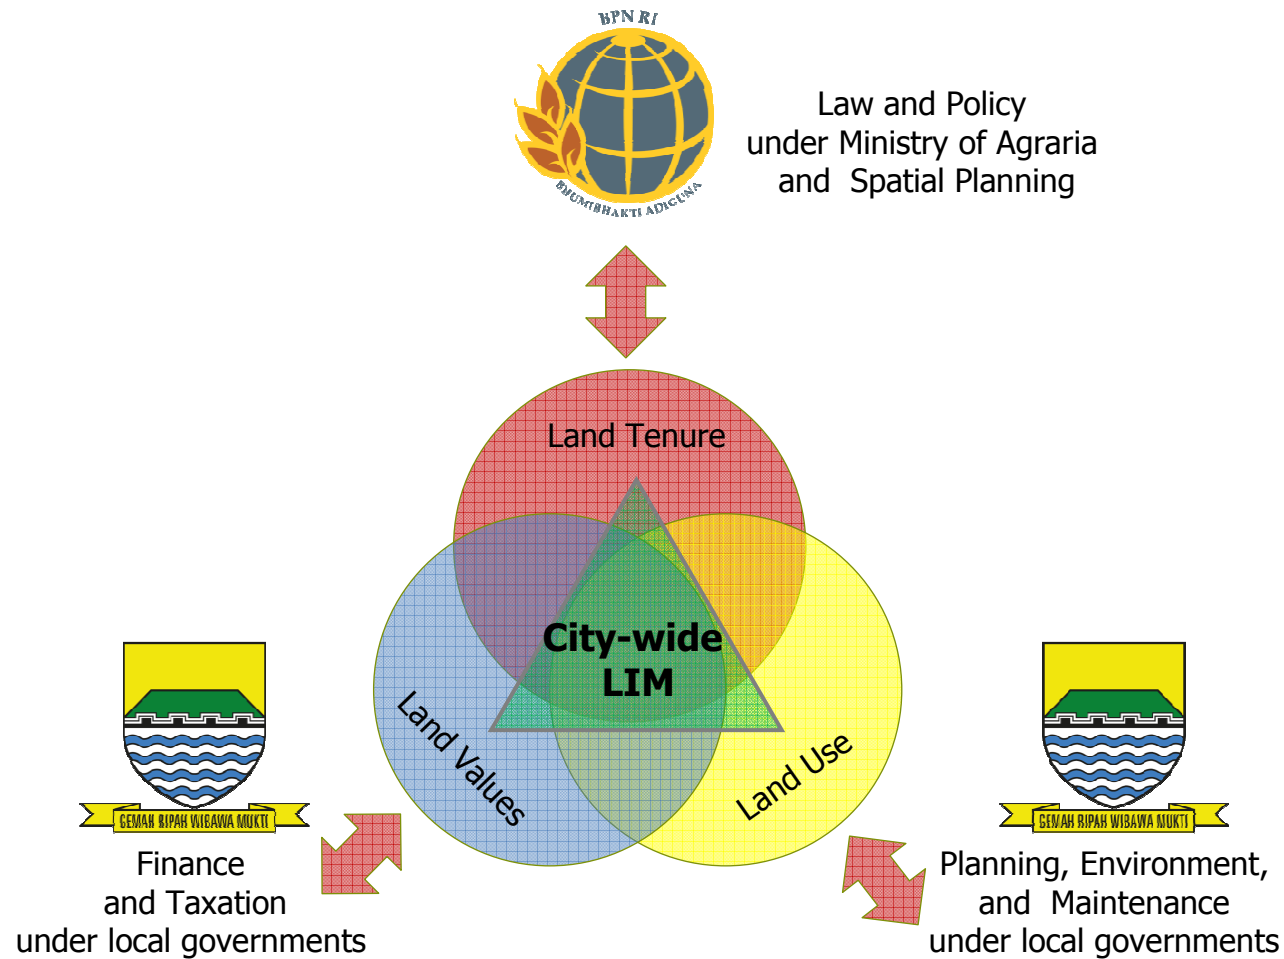 BPN RI
BHUMIBHAKTI ADIGUNA
Law and Policy
under Ministry of Agraria
and Spatial Planning
Land Tenure
City-wide
LIM
Land Values
Land Use
GEMAH RIPAH WIBAWA MUKTI
Finance
and Taxation
under local governments
GEMAH RIPAH WIBAWA MUKTI
Planning, Environment,
and Maintenance
under local governments